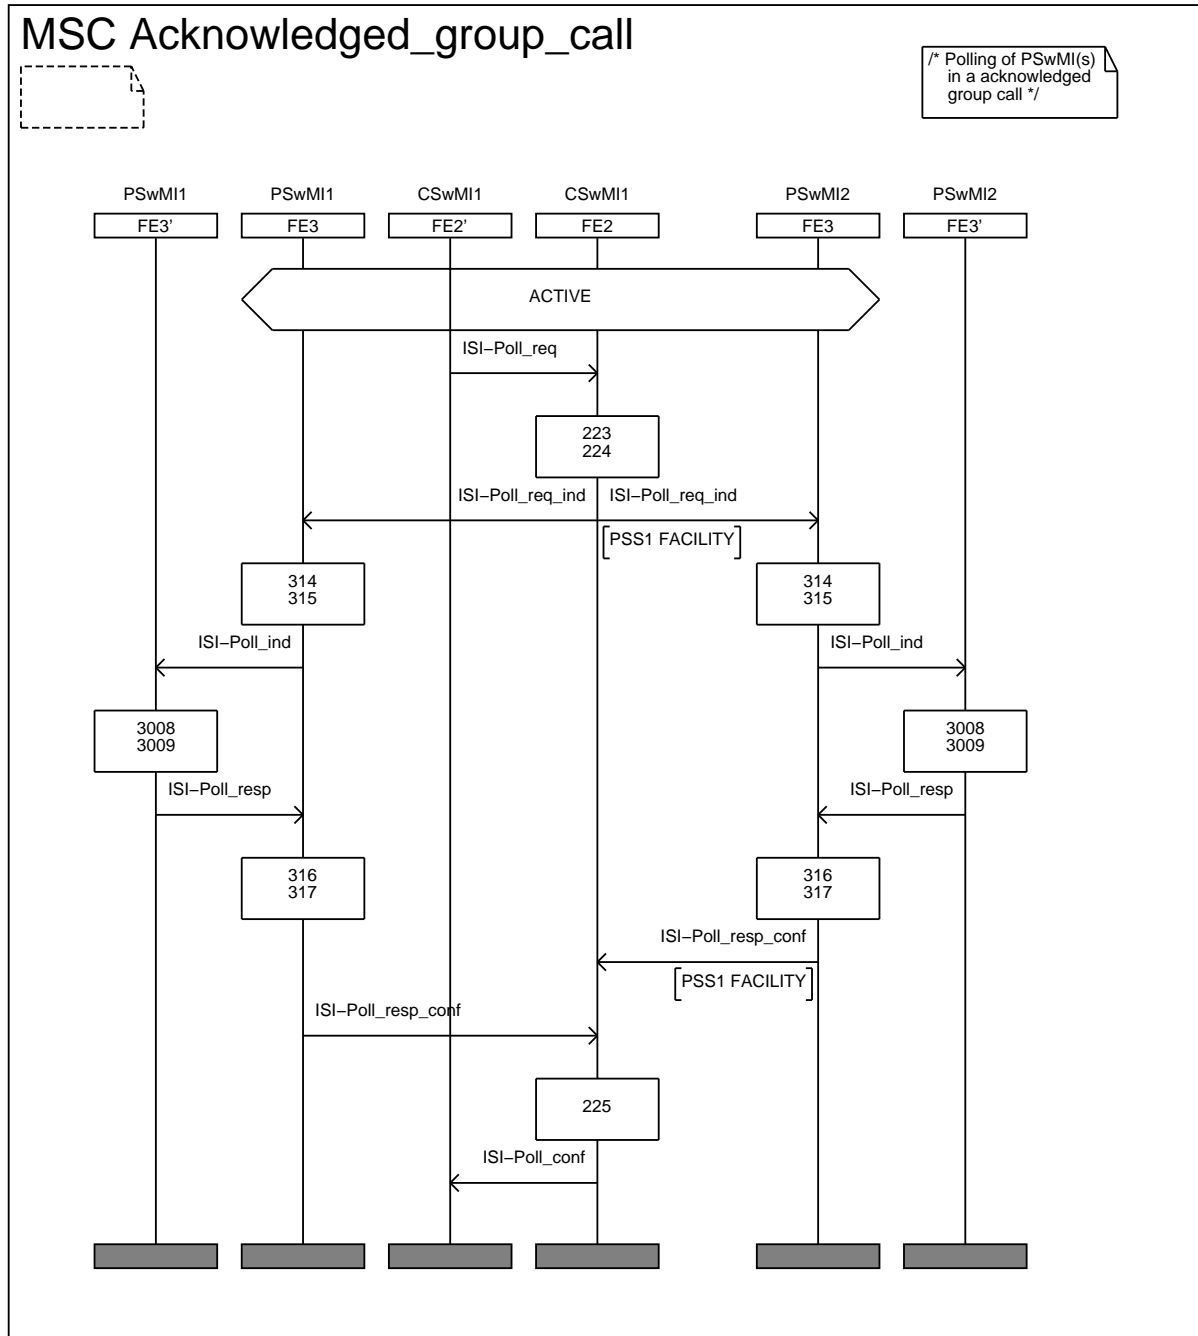 MSC Acknowledged_group_call
/* Polling of PSwMI(s)
in a acknowledged
group call */
PSwMI1 PSwMI1 CSwMI1 CSwMI1 PSwMI2 PSwMI2
FE3' FE3 FE2' FE2 FE3 FE3'
ACTIVE
ISI–Poll_req
223
224
ISI–Poll_req_ind ISI–Poll_req_ind
PSS1 FACILITY
314 314
315 315
ISI–Poll_ind ISI–Poll_ind
3008 3008
3009 3009
ISI–Poll_resp ISI–Poll_resp
316 316
317 317
ISI–Poll_resp_conf
PSS1 FACILITY
ISI–Poll_resp_conf
225
ISI–Poll_conf